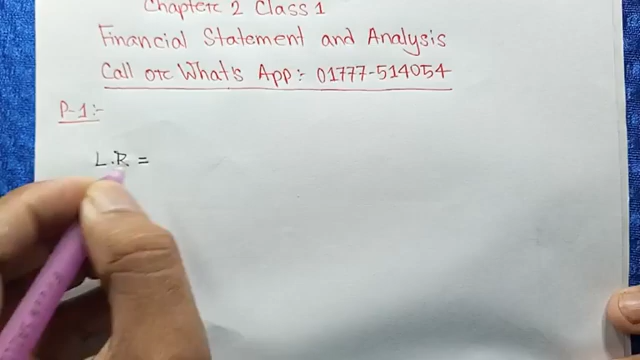 Chapter 2 Class 1
Financial Statement and Analysis
Call or What's App:- 01777-514054
P-1:-
L.R =